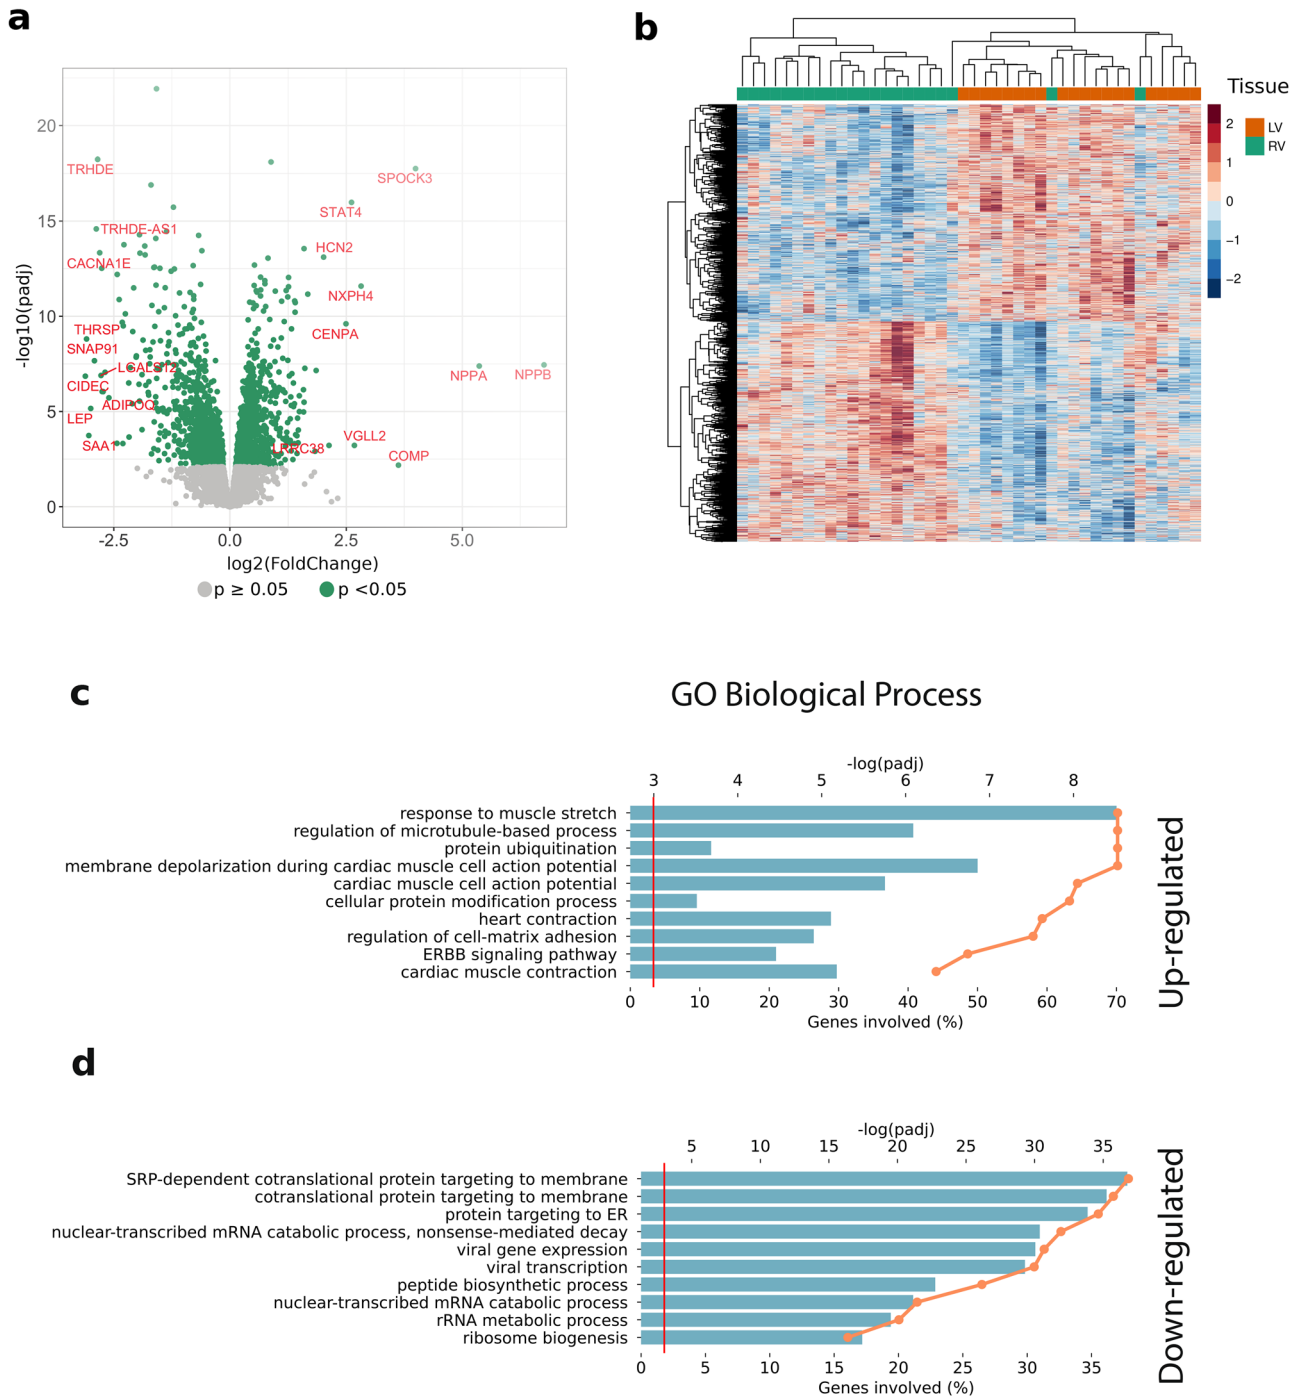 a
20
15
10
5
0
-log10(padj)
TRHDE
SPOCK3
STAT4
TRHDE-AS1
HCN2
CACNA1E
NXPH4
THRSP
CENPA
SNAP91
LGALS12
NPPA
NPPB
CIDEC
ADIPOQ
LEP
VGLL2
SAA1
LRRC38
COMP
-2.5 0.0 2.5 5.0
log2(FoldChange)
p ≥ 0.05 p <0.05
b
Tissue
LV
RV
2
1
0
−1
−2
c
GO Biological Process
-log(padj)
3 4 5 6 7 8
response to muscle stretch
regulation of microtubule-based process
protein ubiquitination
membrane depolarization during cardiac muscle cell action potential
cardiac muscle cell action potential
cellular protein modification process
heart contraction
regulation of cell-matrix adhesion
ERBB signaling pathway
cardiac muscle contraction
0 10 20 30 40 50 60 70
Genes involved (%)
Up-regulated
d
-log(padj)
5 10 15 20 25 30 35
SRP-dependent cotranslational protein targeting to membrane
cotranslational protein targeting to membrane
protein targeting to ER
nuclear-transcribed mRNA catabolic process, nonsense-mediated decay
viral gene expression
viral transcription
peptide biosynthetic process
nuclear-transcribed mRNA catabolic process
rRNA metabolic process
ribosome biogenesis
0 5 10 15 20 25 30 35
Genes involved (%)
Down-regulated